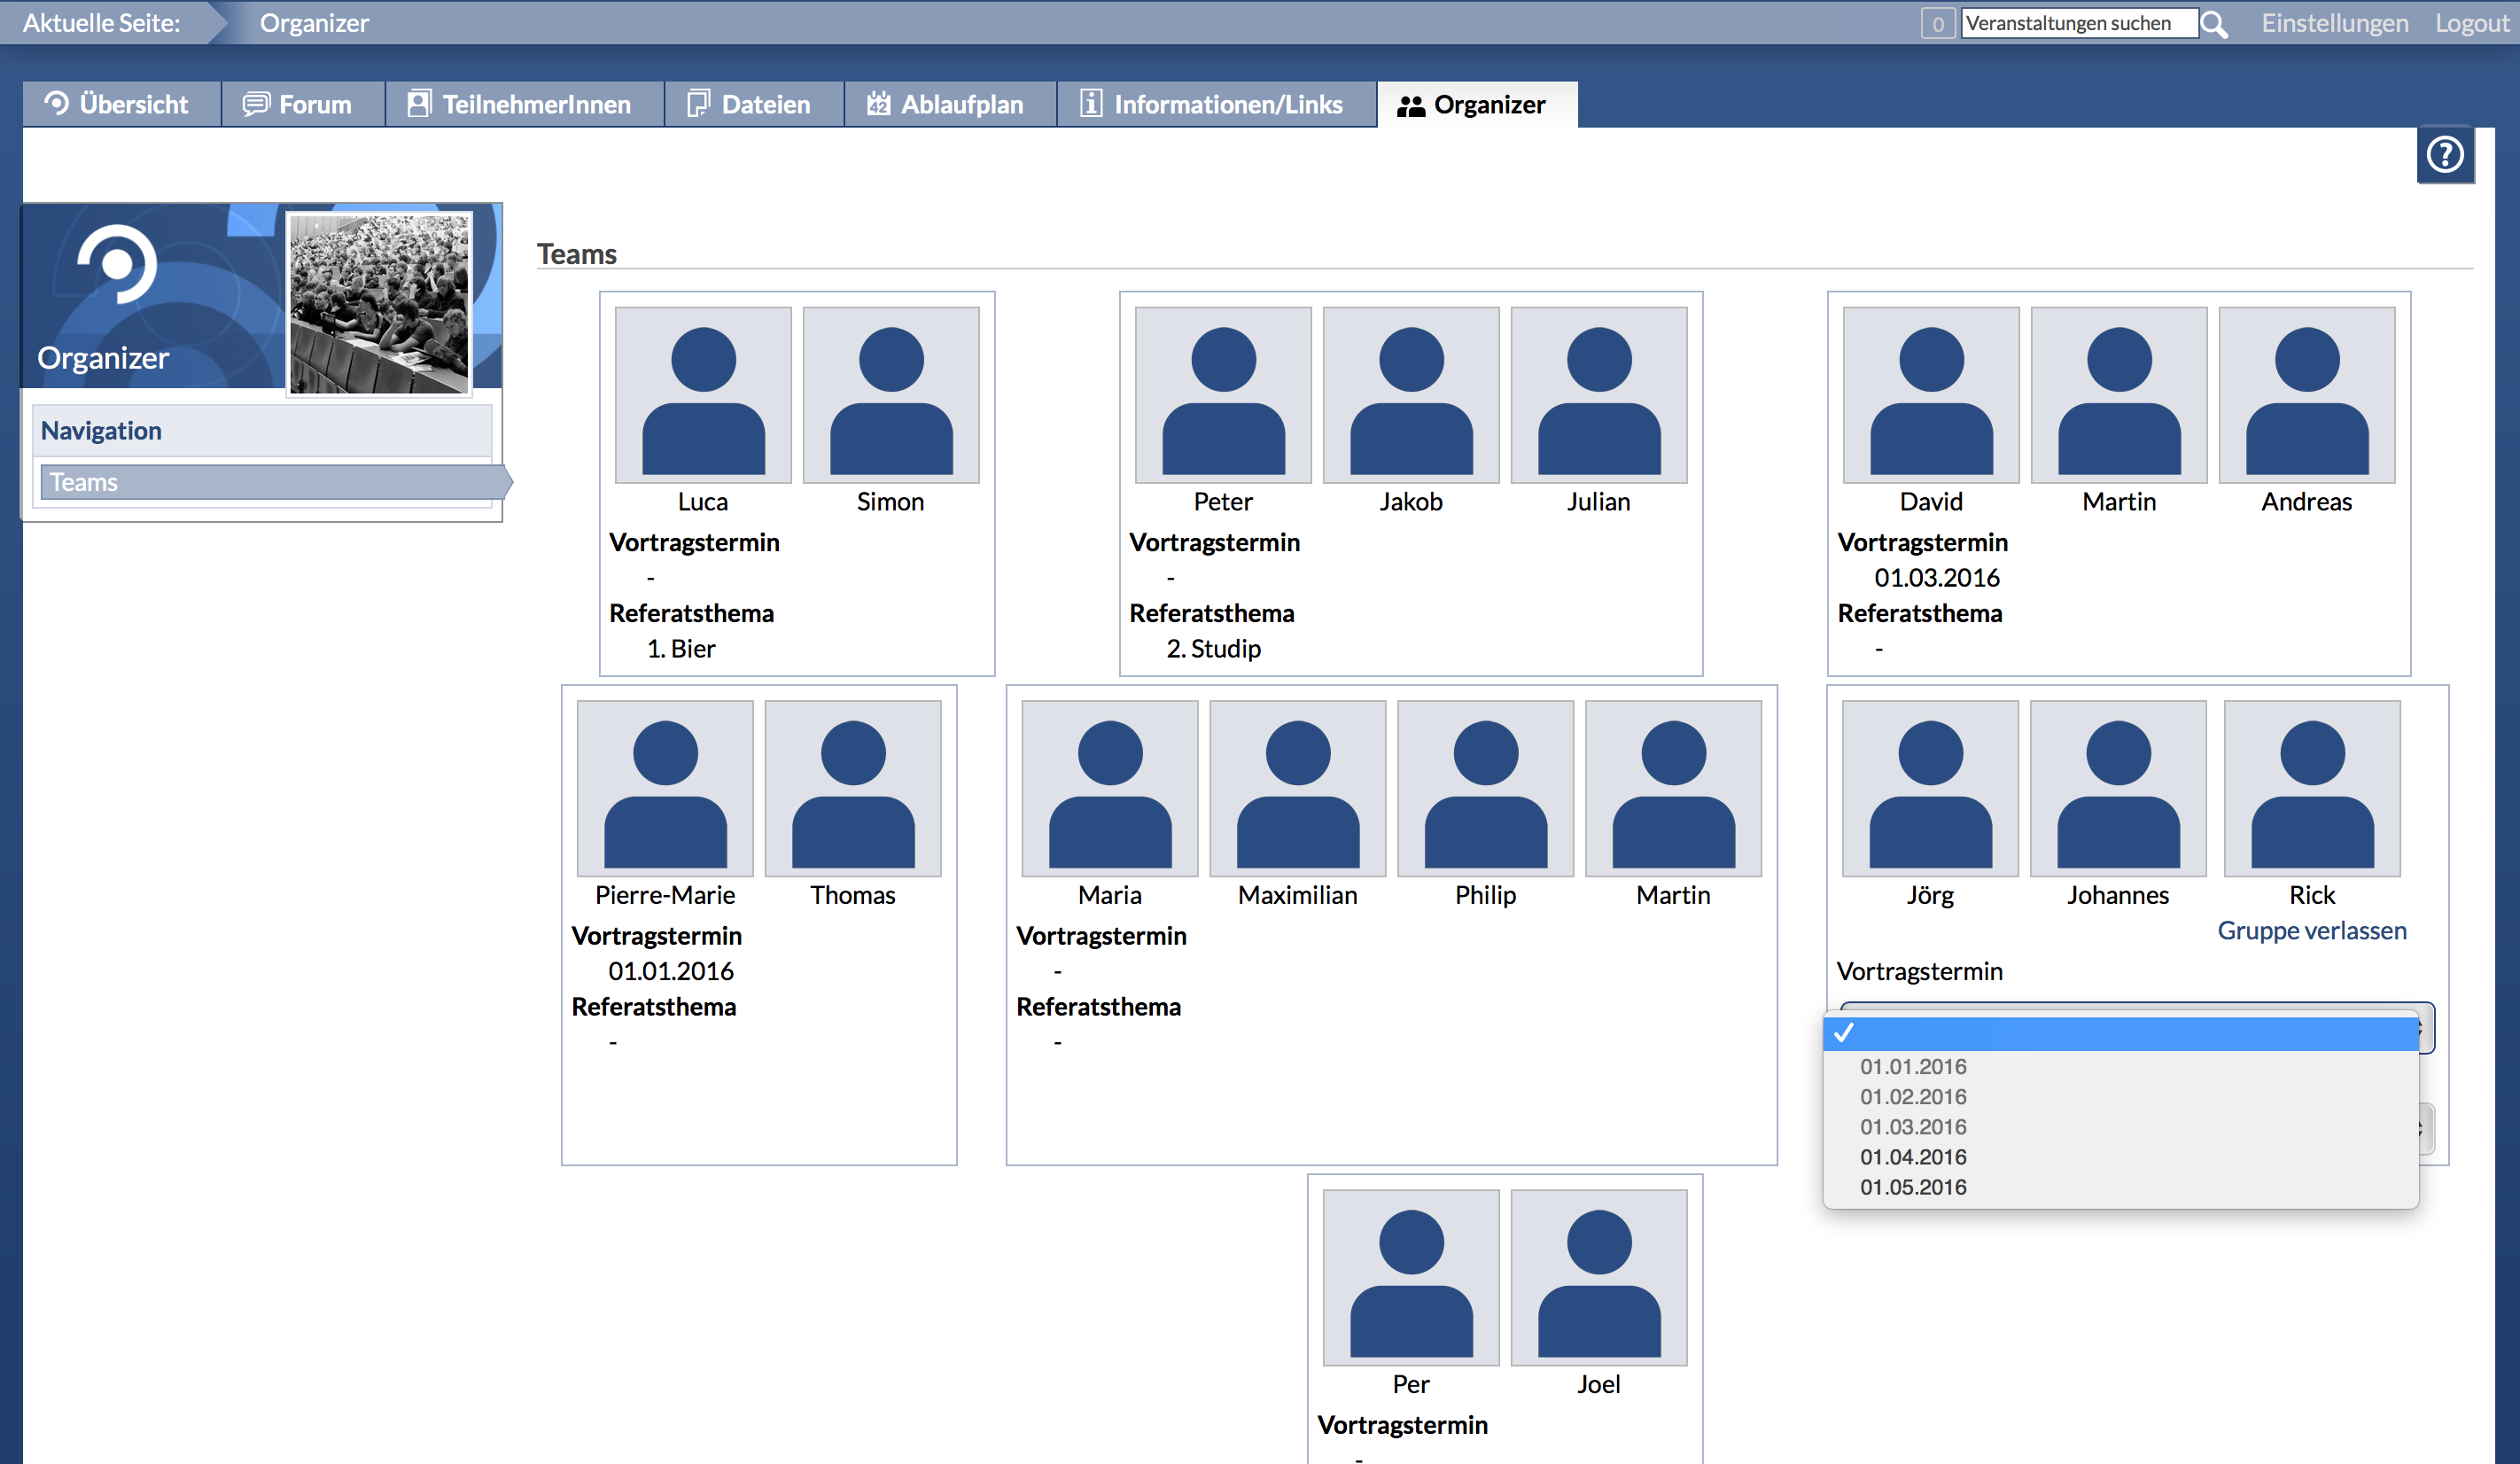 Aktuelle Seite: Organizer 0 Veranstaltungen suchen Einstellungen Logout
Übersicht Forum TeilnehmerInnen Dateien 42 Ablaufplan Informationen/Links Organizer
?
Organizer
Navigation
Teams
Teams
Luca Simon
Vortragstermin
-
Referatsthema
1. Bier
Peter Jakob Julian
Vortragstermin
-
Referatsthema
2. Studip
David Martin Andreas
Vortragstermin
01.03.2016
Referatsthema
-
Pierre-Marie Thomas
Vortragstermin
01.01.2016
Referatsthema
-
Maria Maximilian Philip Martin
Vortragstermin
-
Referatsthema
-
Jörg Johannes Rick
Gruppe verlassen
Vortragstermin
✓
01.01.2016
01.02.2016
01.03.2016
01.04.2016
01.05.2016
Per Joel
Vortragstermin
-